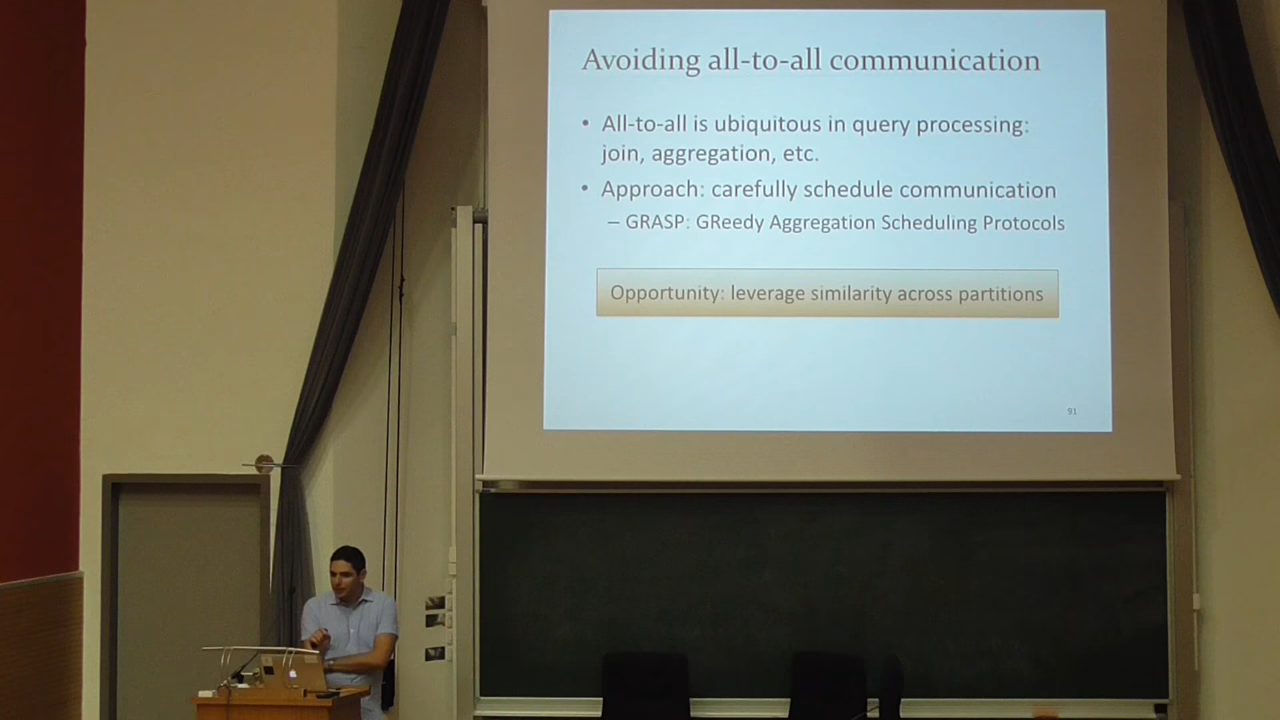 Avoiding all-to-all communication
• All-to-all is ubiquitous in query processing:
join, aggregation, etc.
• Approach: carefully schedule communication
– GRASP: GReedy Aggregation Scheduling Protocols
Opportunity: leverage similarity across partitions
91